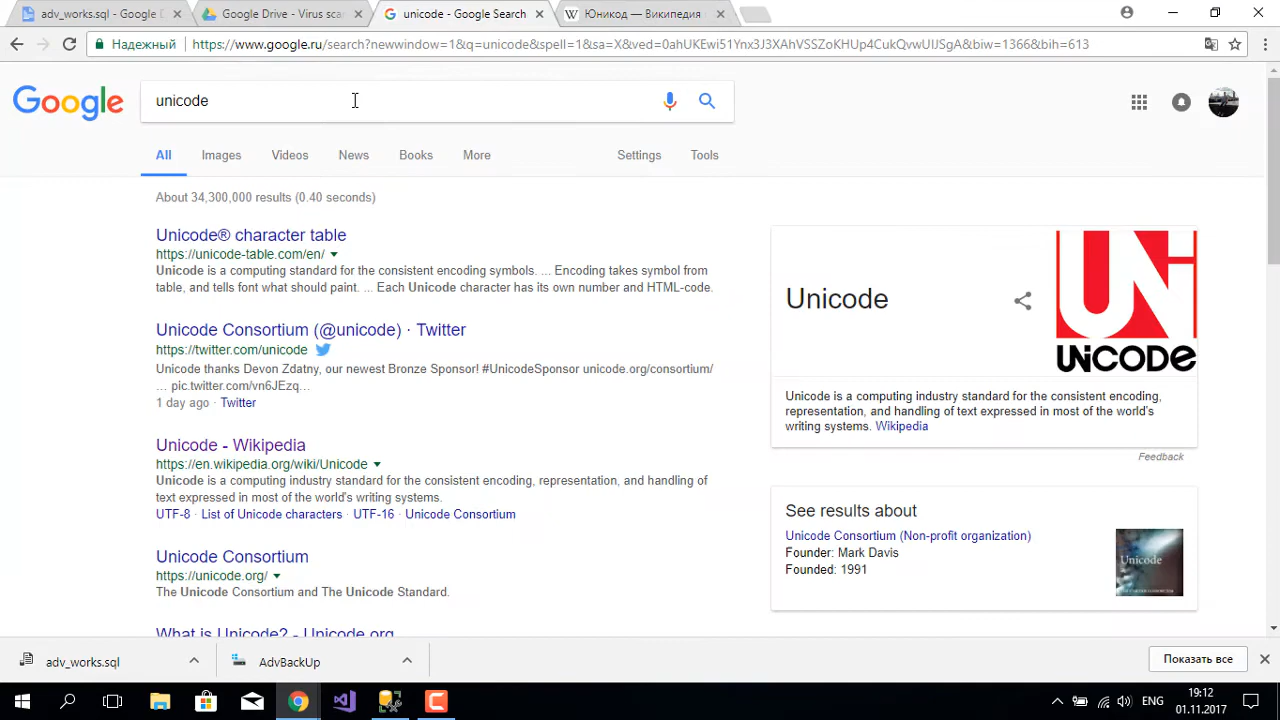 adv_works.sql - Google D
Google Drive - Virus scan
unicode - Google Search
Юникод — Википедия
Надежный
https://www.google.ru/search?newwindow=1&q=unicode&spell=1&sa=X&ved=0ahUKEwi51Ynx3J3XAhVSSZoKHUp4CukQvwUIJSgA&biw=1366&bih=613
Google
unicode
All
Images
Videos
News
Books
More
Settings
Tools
About 34,300,000 results (0.40 seconds)
Unicode® character table
https://unicode-table.com/en/
Unicode is a computing standard for the consistent encoding symbols. ... Encoding takes symbol from
table, and tells font what should paint. ... Each Unicode character has its own number and HTML-code.
Unicode Consortium (@unicode) · Twitter
https://twitter.com/unicode
Unicode thanks Devon Zdatny, our newest Bronze Sponsor! #UnicodeSponsor unicode.org/consortium/
... pic.twitter.com/vn6JEzq...
1 day ago · Twitter
Unicode - Wikipedia
https://en.wikipedia.org/wiki/Unicode
Unicode is a computing industry standard for the consistent encoding, representation, and handling of
text expressed in most of the world's writing systems.
UTF-8 · List of Unicode characters · UTF-16 · Unicode Consortium
Unicode Consortium
https://unicode.org/
The Unicode Consortium and The Unicode Standard.
What is Unicode? - Unicode.org
Unicode
UNiCODE
Unicode is a computing industry standard for the consistent encoding,
representation, and handling of text expressed in most of the world's
writing systems. Wikipedia
Feedback
See results about
Unicode Consortium (Non-profit organization)
Founder: Mark Davis
Founded: 1991
Unicode
adv_works.sql
AdvBackUp
Показать все
ENG
19:12
01.11.2017